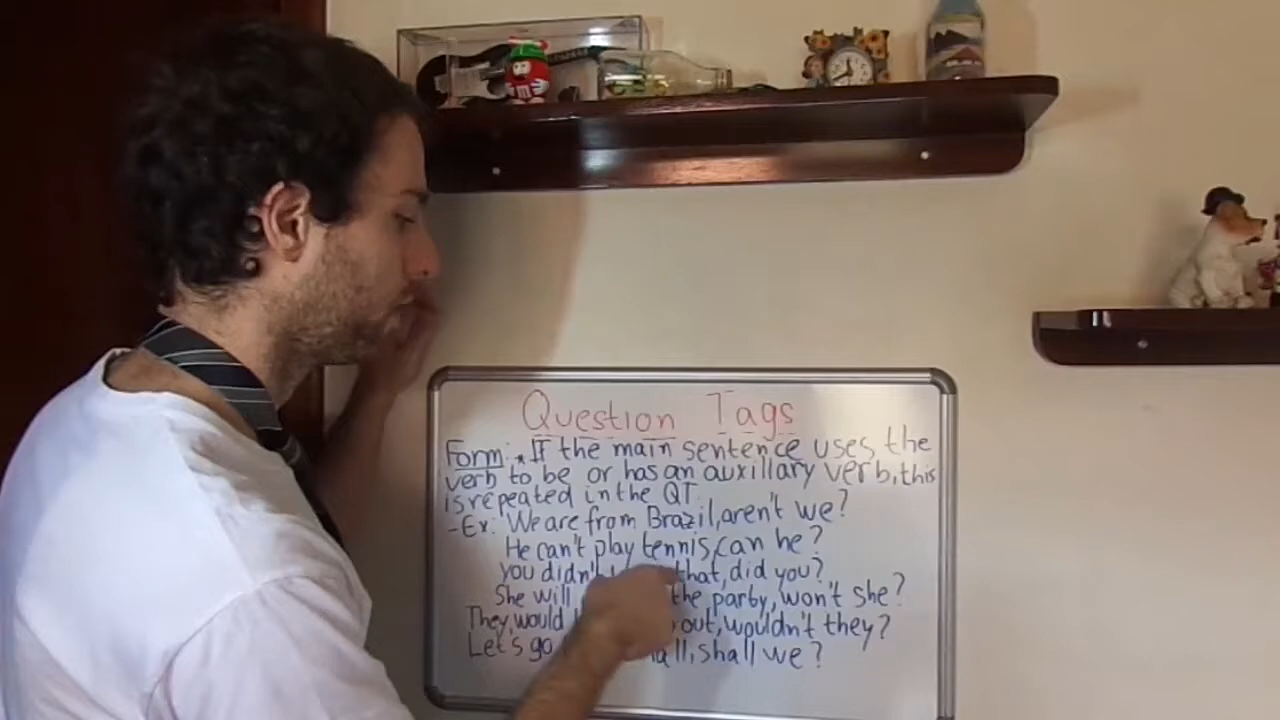 Question Tags
Form: * If the main sentence uses the
verb to be or has an auxillary verb, this
is repeated in the QT
-Ex: We are from Brazil, aren't we?
He can't play tennis, can he?
you didn't that, did you?
She will the party, won't she?
They would out, wouldn't they?
Let's go shall we?